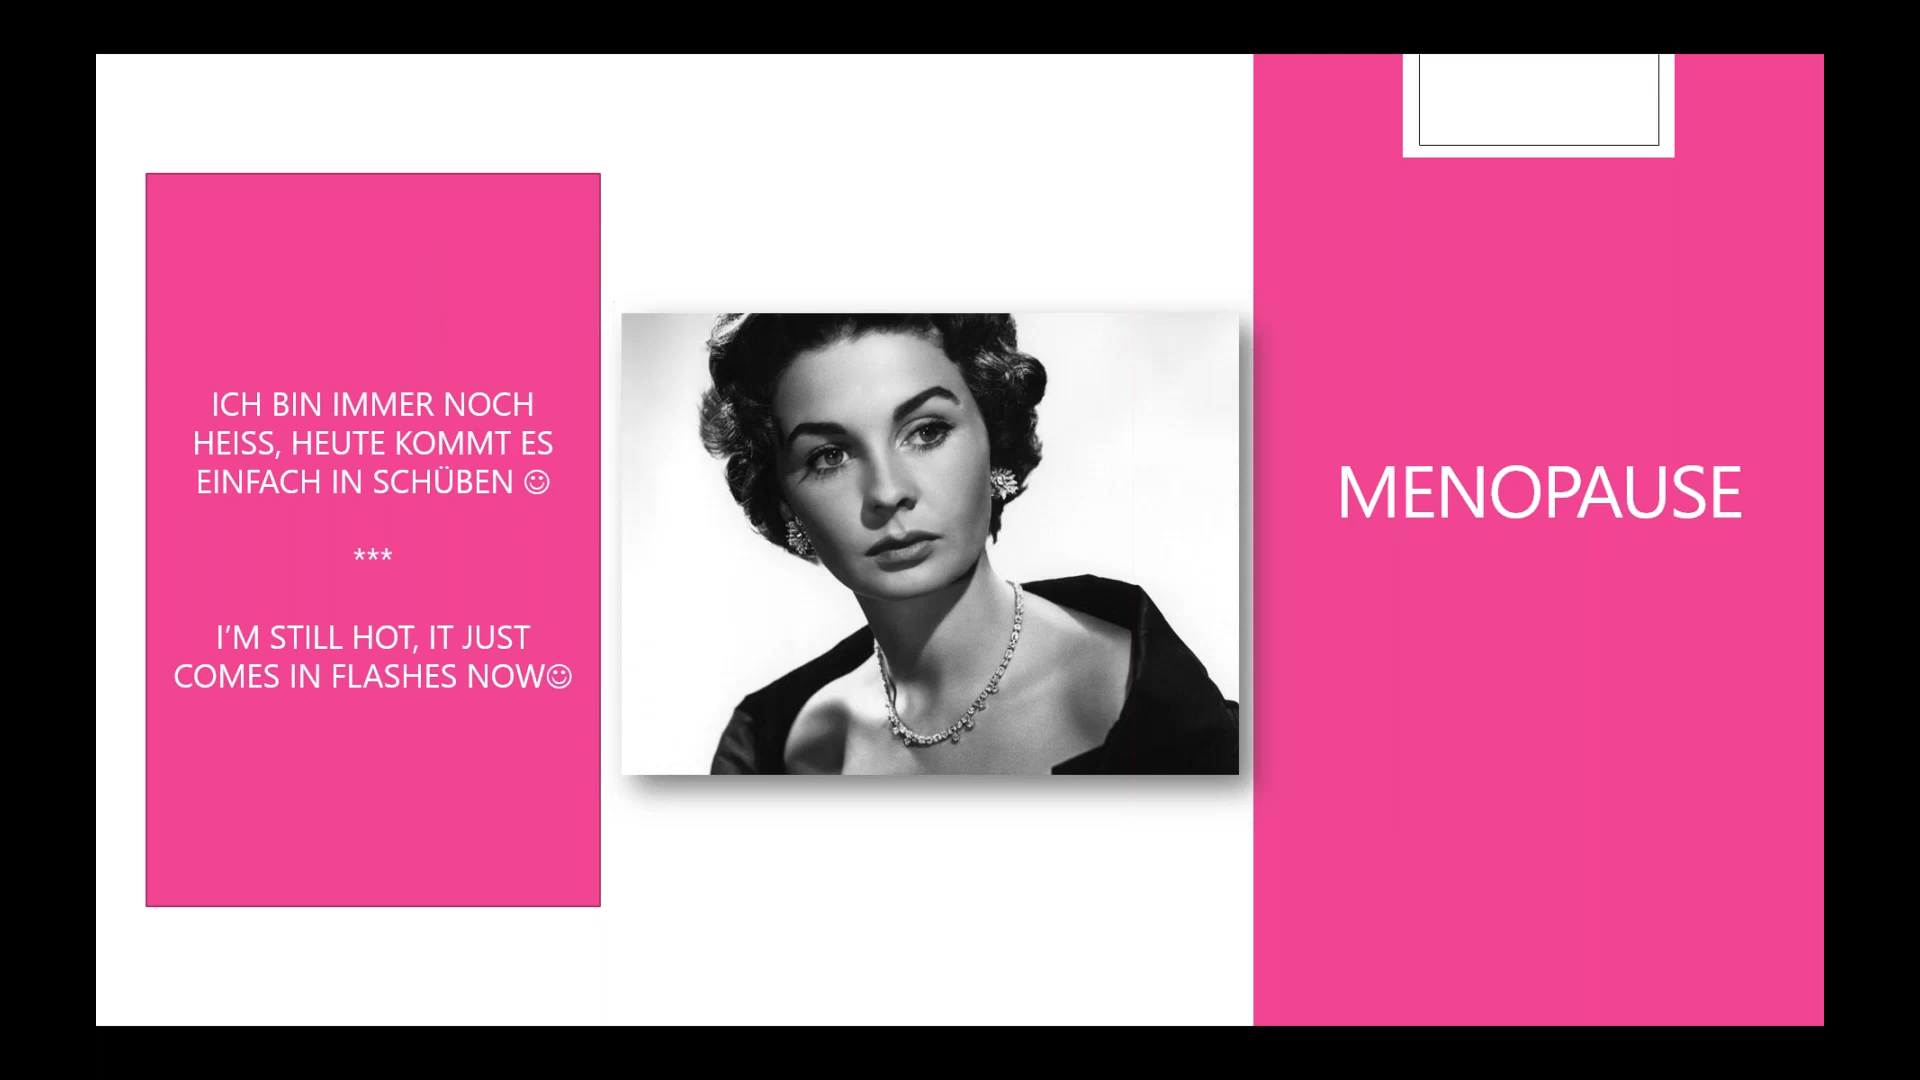 ICH BIN IMMER NOCH
HEISS, HEUTE KOMMT ES
EINFACH IN SCHÜBEN ☺
***
I’M STILL HOT, IT JUST
COMES IN FLASHES NOW☺
MENOPAUSE